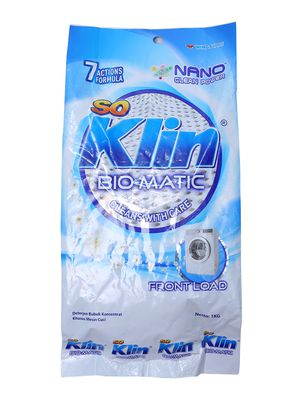 7 ACTIONS
FORMULA
NANO
CLEAN POWER
SO
Klin®
BIO-MATIC
CLEANS WITH CARE
FRONT LOAD
Deterjen Bubuk Konsentrat
Khusus Mesin Cuci
Netto: 1KG
SO
Klin
BIO-MATIC
SO
Klin
BIO-MATIC